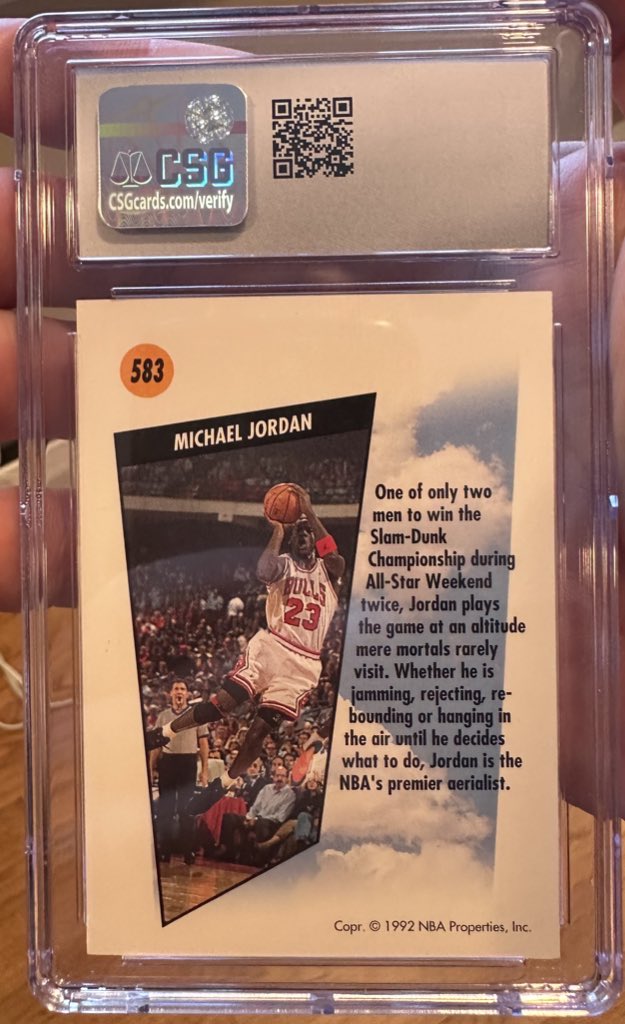 CSG
CSGcards.com/verify
583
MICHAEL JORDAN
One of only two
men to win the
Slam-Dunk
Championship during
All-Star Weekend
twice, Jordan plays
the game at an altitude
mere mortals rarely
visit. Whether he is
jamming, rejecting, re-
bounding or hanging in
the air until he decides
what to do, Jordan is the
NBA's premier aerialist.
BULLS
23
Copr. © 1992 NBA Properties, Inc.